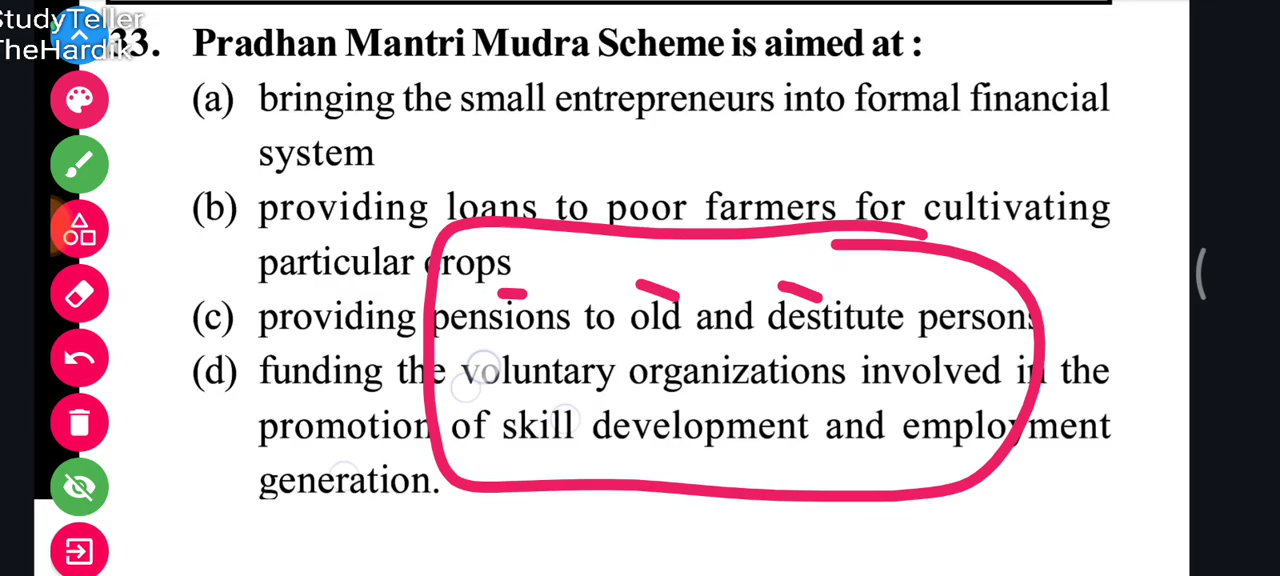 StudyTeller
TheHardik
33. Pradhan Mantri Mudra Scheme is aimed at :
(a) bringing the small entrepreneurs into formal financial
system
(b) providing loans to poor farmers for cultivating
particular crops
(c) providing pensions to old and destitute persons
(d) funding the voluntary organizations involved in the
promotion of skill development and employment
generation.